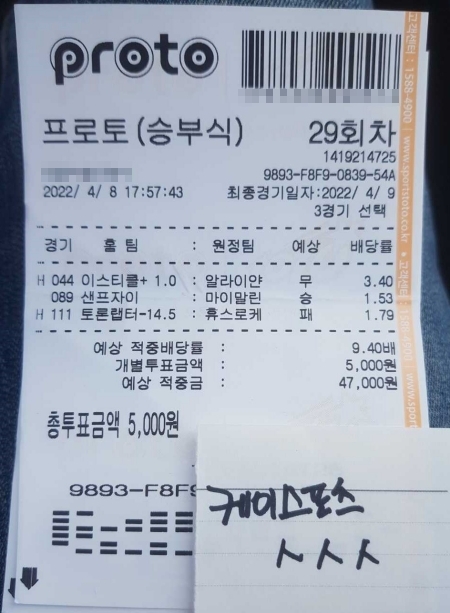 proto
프로토(승부식) 29회차
1419214725
9893-F8F9-0839-54A
2022/ 4/ 8 17:57:43 최종경기일자:2022/ 4/ 9
3경기 선택
경기 홈 팀 : 원정팀 예상 배당률
H 044 이스티클+ 1.0 : 알라이얀 무 3.40
089 샌프자이 : 마이말린 승 1.53
H 111 토론랩터-14.5 : 휴스로케 패 1.79
예상 적중배당률 : 9.40배
개별투표금액 : 5,000원
예상 적중금 : 47,000원
총투표금액 5,000원
9893-F8F9
케이스포츠
ㅅㅅㅅ
고객센터 : 1588-4900 | www.sportstoto.co.kr